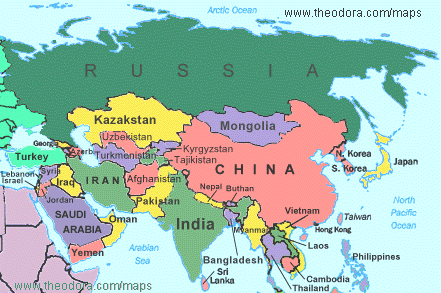 www.theodora.com/maps
Arctic Ocean
RUSSIA
Kazakstan
Mongolia
Uzbekistan
Georgia
Azerb.
Turkmenistan
Kyrgyzstan
Tajikistan
Turkey
Syria
Lebanon
Israel
Iraq
Jordan
IRAN
Afghanistan
CHINA
N. Korea
S. Korea
Japan
Nepal
Buthan
Pakistan
SAUDI
ARABIA
Oman
Yemen
India
Arabian
Sea
Myanmar
Vietnam
Taiwan
Hong Kong
Laos
North
Pacific
Ocean
Bangladesh
Sri
Lanka
Cambodia
Thailand
Philippines
www.theodora.com/maps